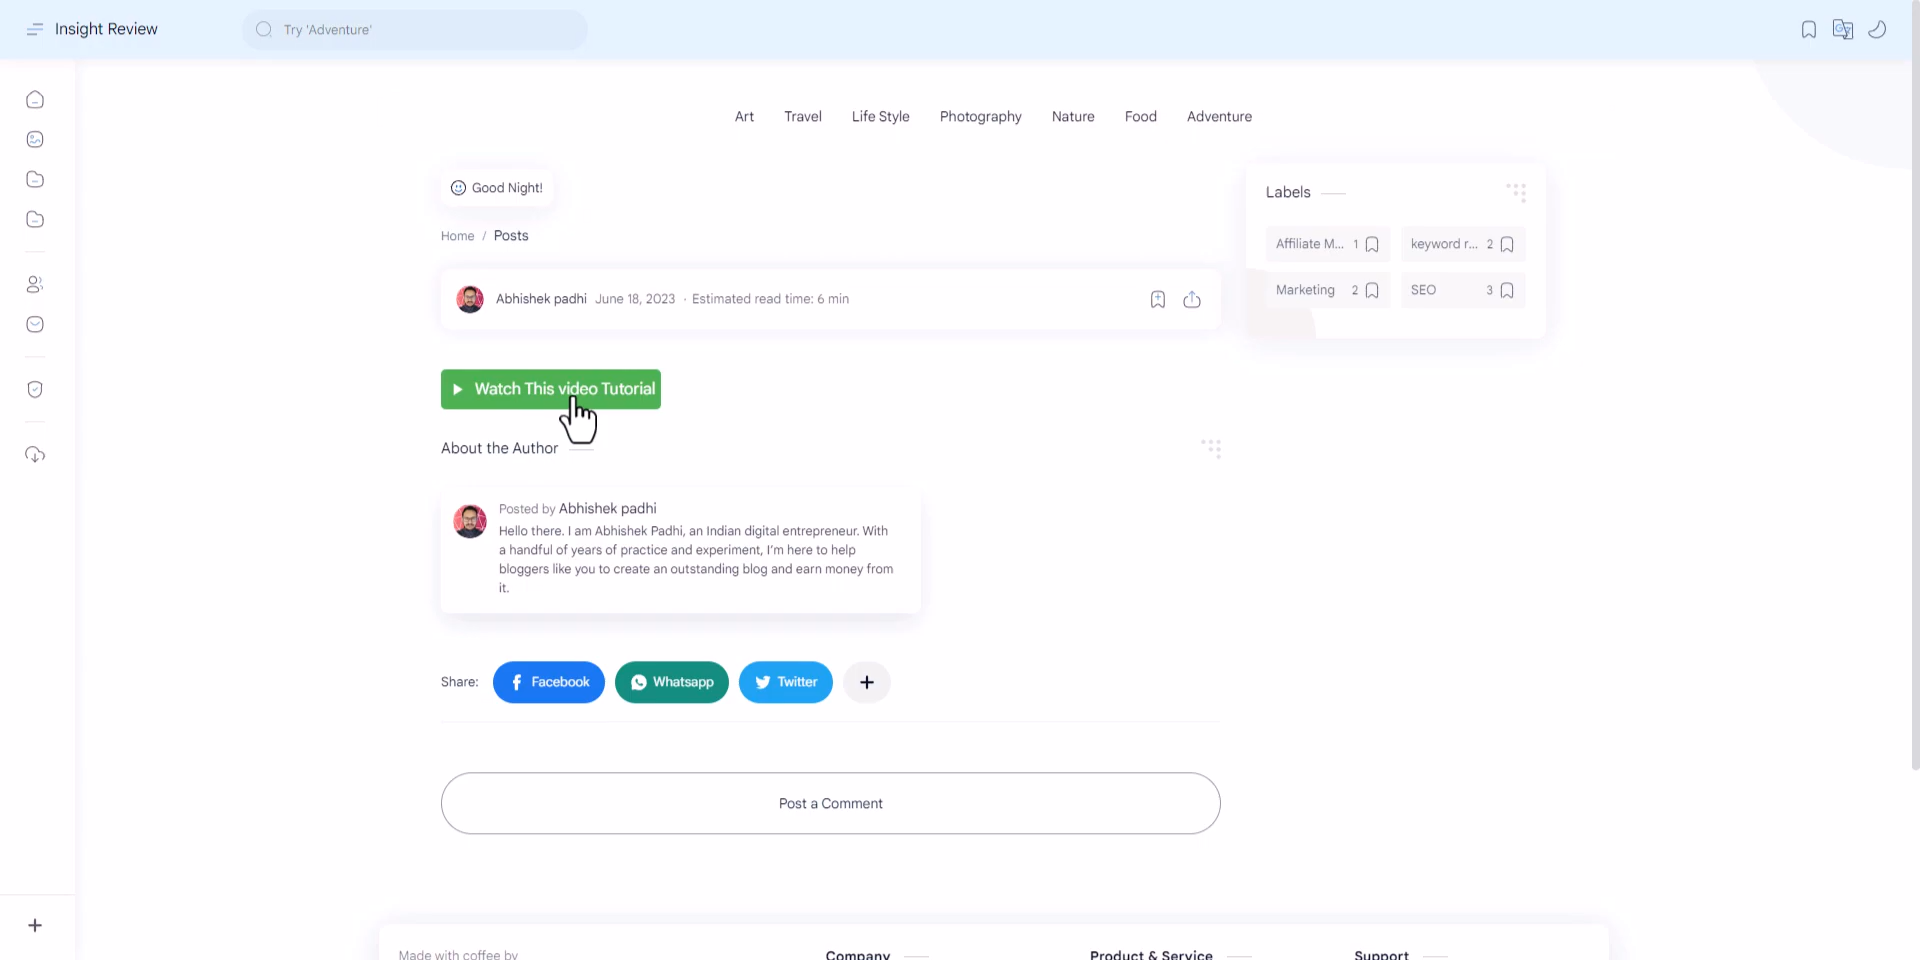 Insight Review
Try 'Adventure'
Art Travel Life Style Photography Nature Food Adventure
Good Night!
Home / Posts
Abhishek padhi June 18, 2023 · Estimated read time: 6 min
Labels
Affiliate M... 1 keyword r... 2
Marketing 2 SEO 3
Watch This video Tutorial
About the Author
Posted by Abhishek padhi
Hello there. I am Abhishek Padhi, an Indian digital entrepreneur. With
a handful of years of practice and experiment, I'm here to help
bloggers like you to create an outstanding blog and earn money from
it.
Share: Facebook Whatsapp Twitter +
Post a Comment
Made with coffee by Company Product & Service Support